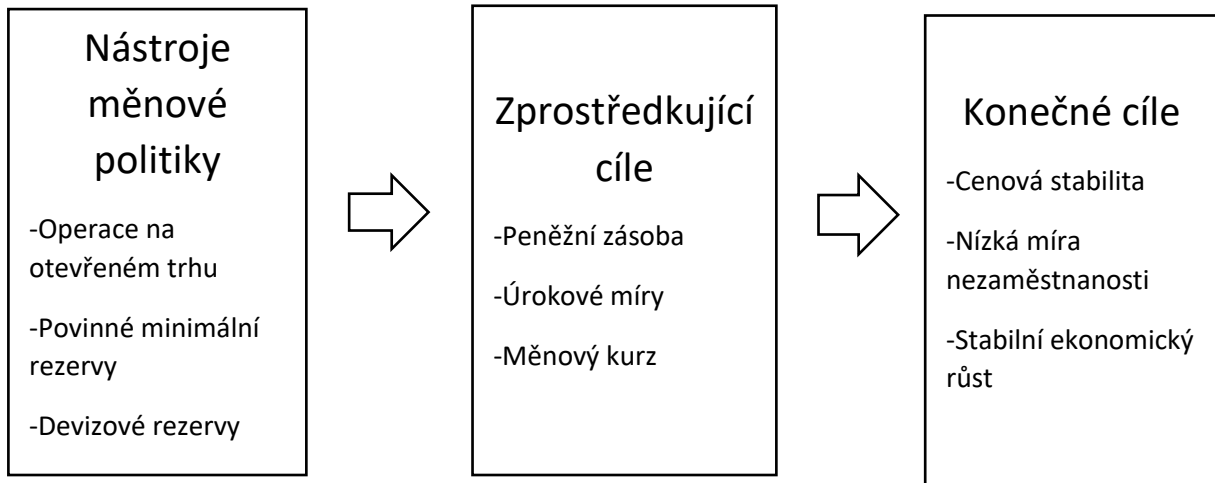 Nástroje
měnové
politiky
-Operace na
otevřeném trhu
-Povinné minimální
rezervy
-Devizové rezervy
Zprostředkující
cíle
-Peněžní zásoba
-Úrokové míry
-Měnový kurz
Konečné cíle
-Cenová stabilita
-Nízká míra
nezaměstnanosti
-Stabilní ekonomický
růst